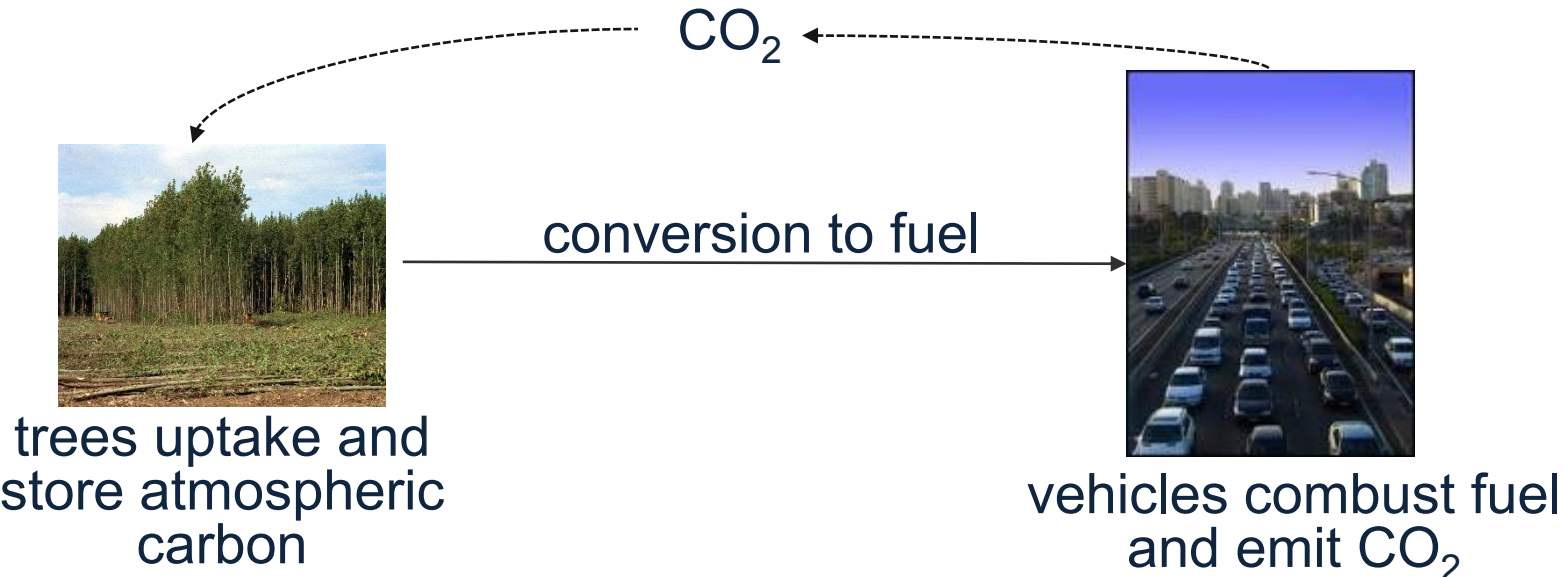 CO₂
conversion to fuel
trees uptake and
store atmospheric
carbon
vehicles combust fuel
and emit CO₂